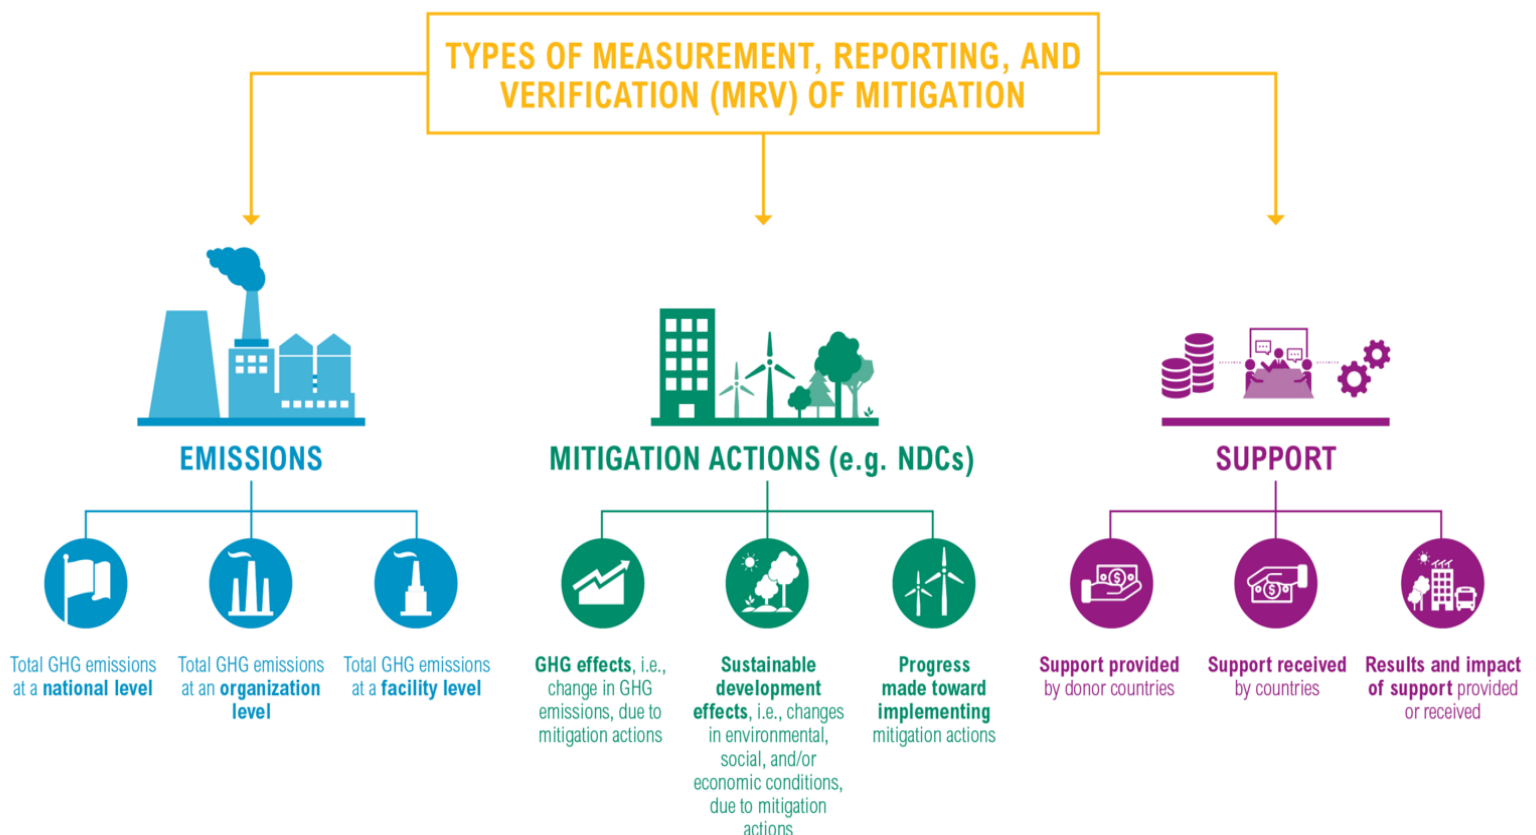 TYPES OF MEASUREMENT, REPORTING, AND
VERIFICATION (MRV) OF MITIGATION
EMISSIONS
Total GHG emissions
at a national level
Total GHG emissions
at an organization
level
Total GHG emissions
at a facility level
MITIGATION ACTIONS (e.g. NDCs)
GHG effects, i.e.,
change in GHG
emissions, due to
mitigation actions
Sustainable
development
effects, i.e., changes
in environmental,
social, and/or
economic conditions,
due to mitigation
actions
Progress
made toward
implementing
mitigation actions
SUPPORT
$
Support provided
by donor countries
$
Support received
by countries
Results and impact
of support provided
or received